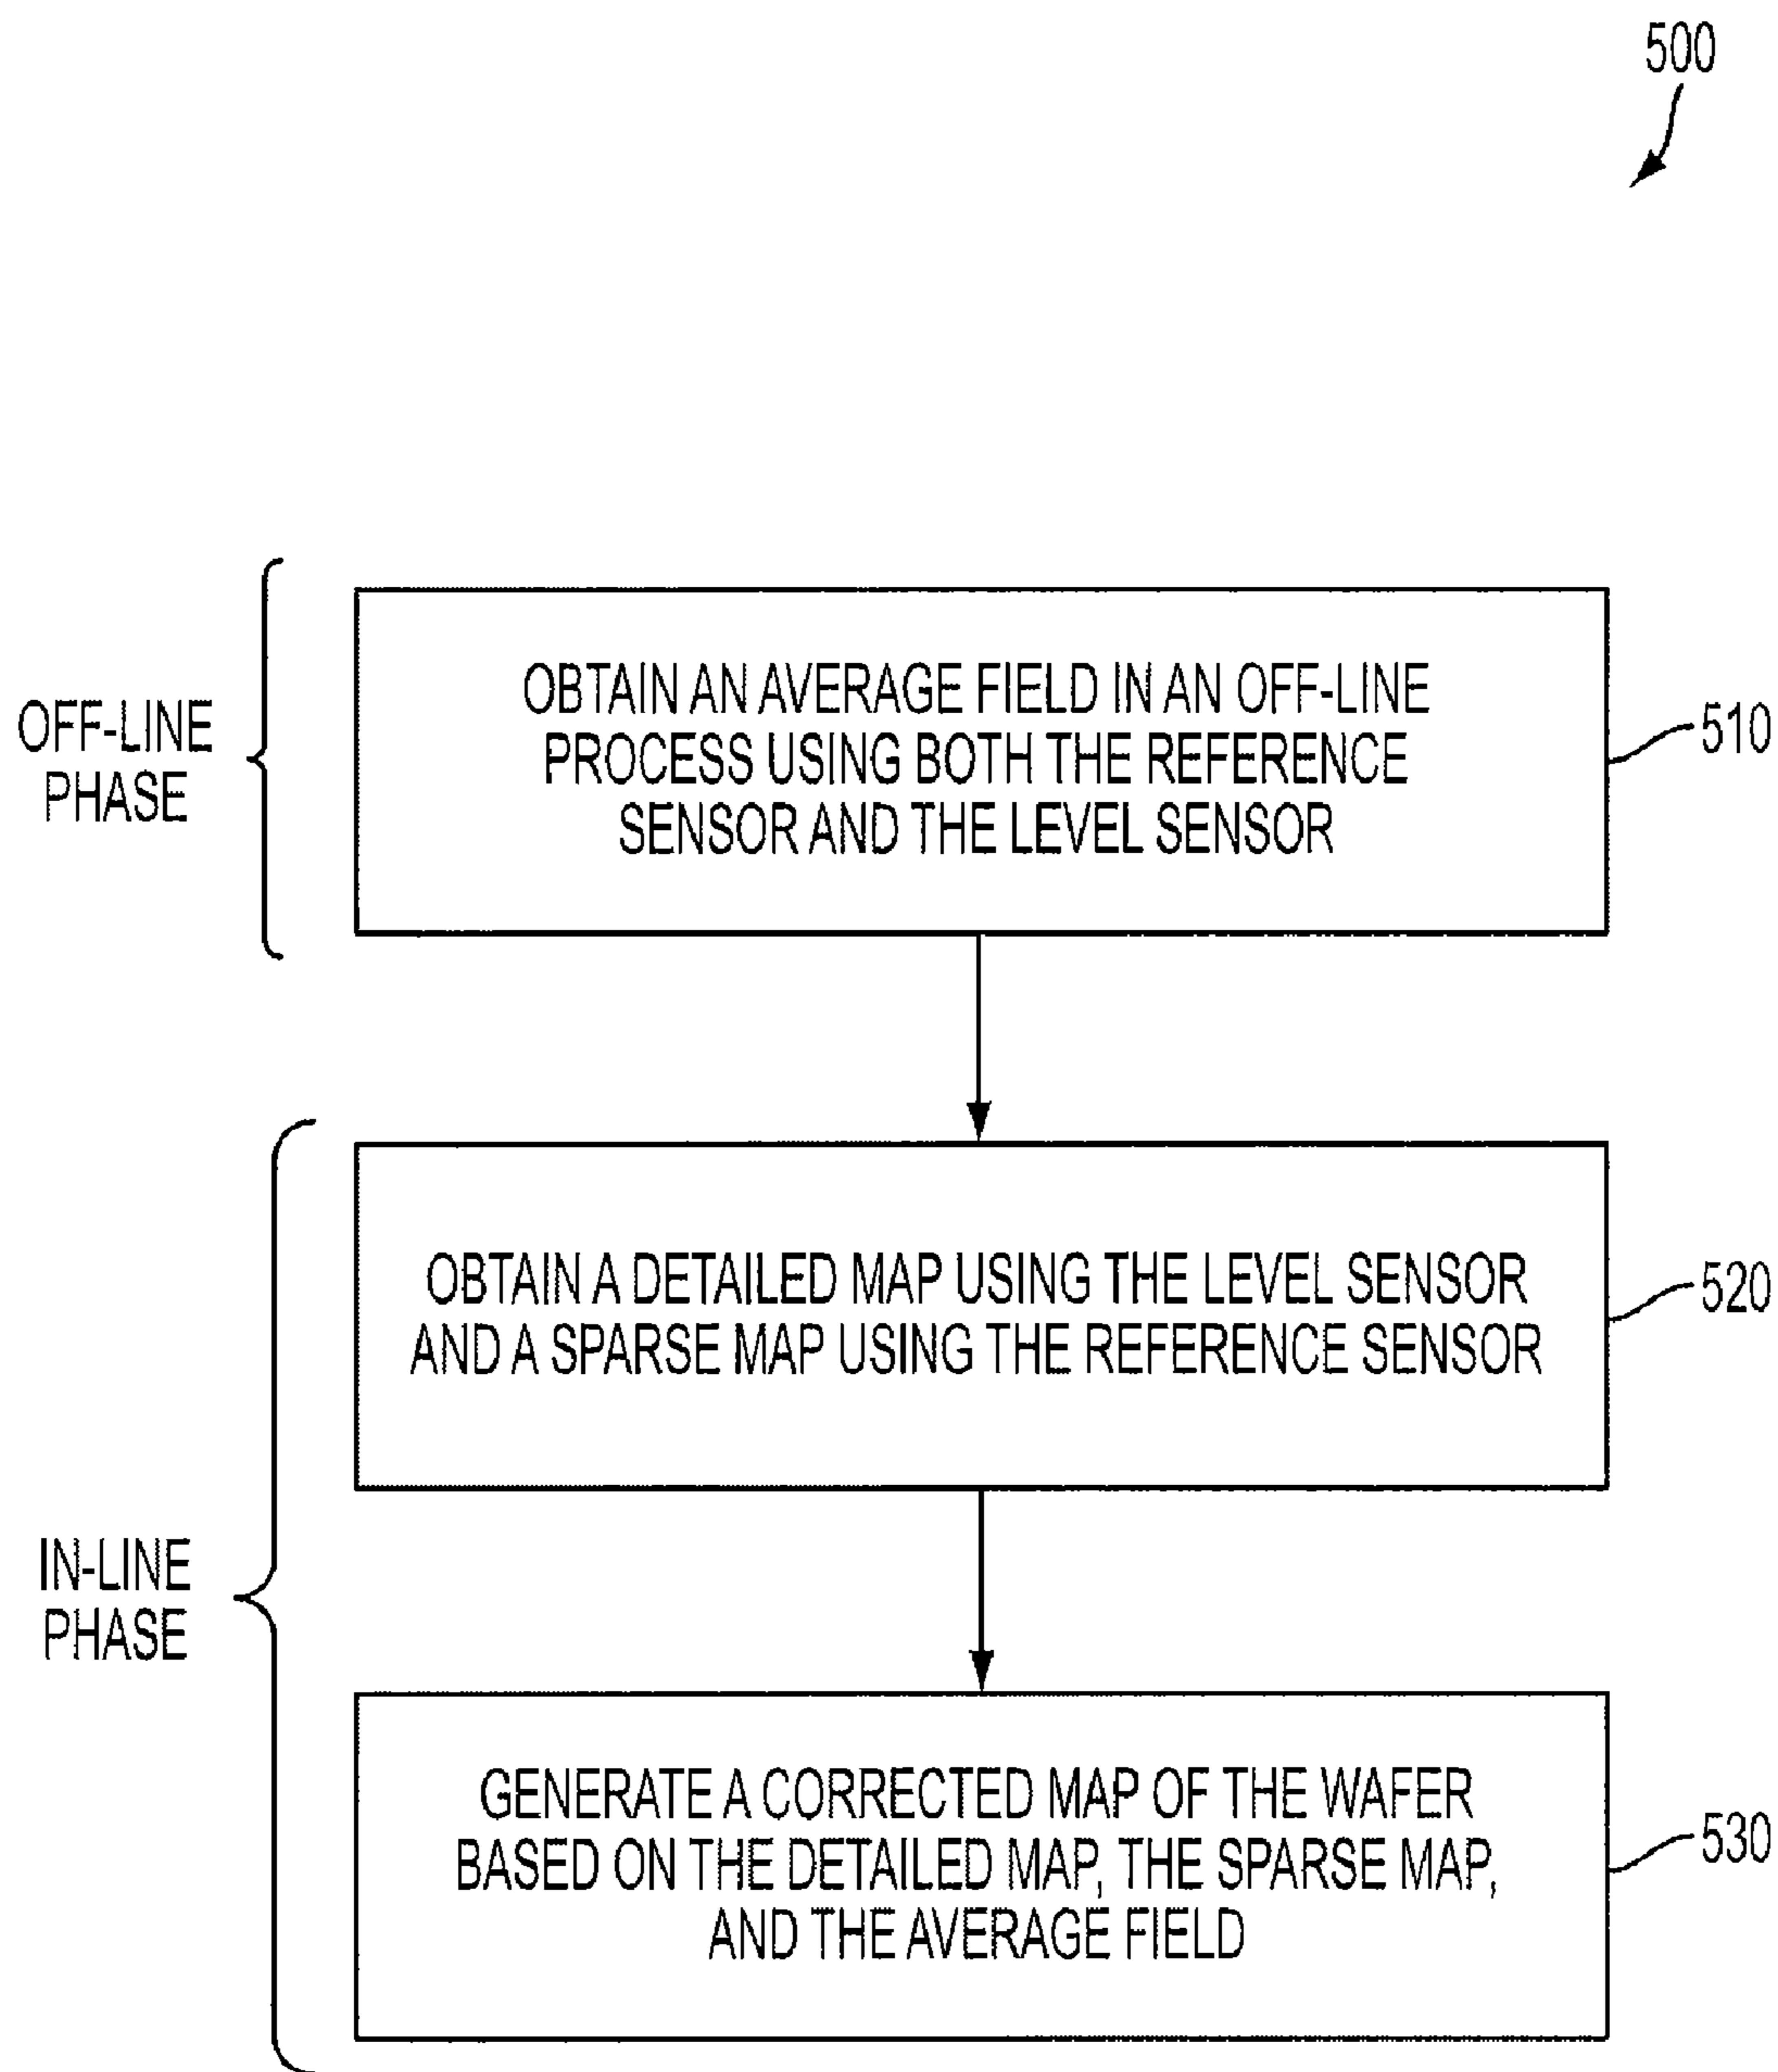 500
OFF-LINE
PHASE
OBTAIN AN AVERAGE FIELD IN AN OFF-LINE
PROCESS USING BOTH THE REFERENCE
SENSOR AND THE LEVEL SENSOR
510
IN-LINE
PHASE
OBTAIN A DETAILED MAP USING THE LEVEL SENSOR
AND A SPARSE MAP USING THE REFERENCE SENSOR
520
GENERATE A CORRECTED MAP OF THE WAFER
BASED ON THE DETAILED MAP, THE SPARSE MAP,
AND THE AVERAGE FIELD
530